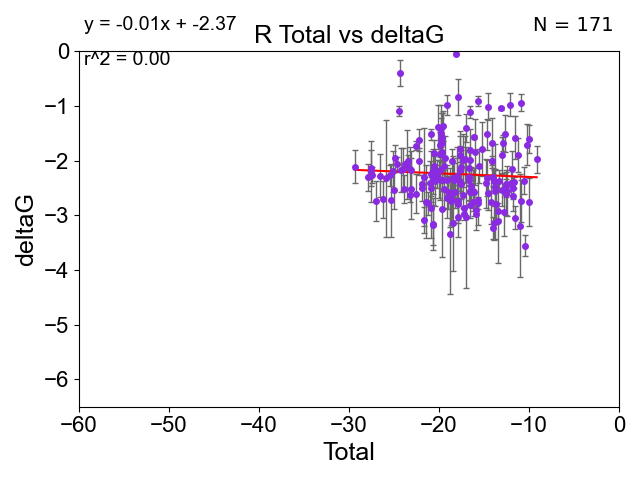 y = -0.01x + -2.37
R Total vs deltaG
N = 171
r^2 = 0.00
deltaG
0
−1
−2
−3
−4
−5
−6
−60
−50
−40
−30
−20
−10
0
Total